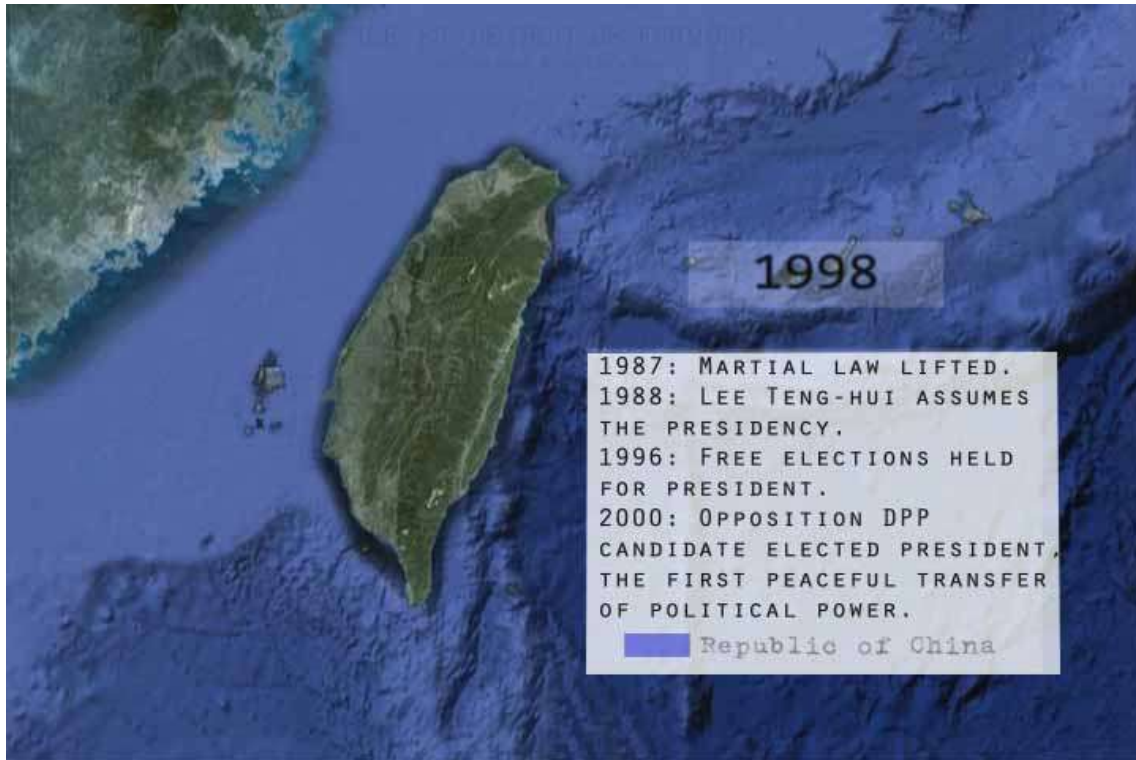 1998
1987: MARTIAL LAW LIFTED.
1988: LEE TENG-HUI ASSUMES
THE PRESIDENCY.
1996: FREE ELECTIONS HELD
FOR PRESIDENT.
2000: OPPOSITION DPP
CANDIDATE ELECTED PRESIDENT,
THE FIRST PEACEFUL TRANSFER
OF POLITICAL POWER.
Republic of China